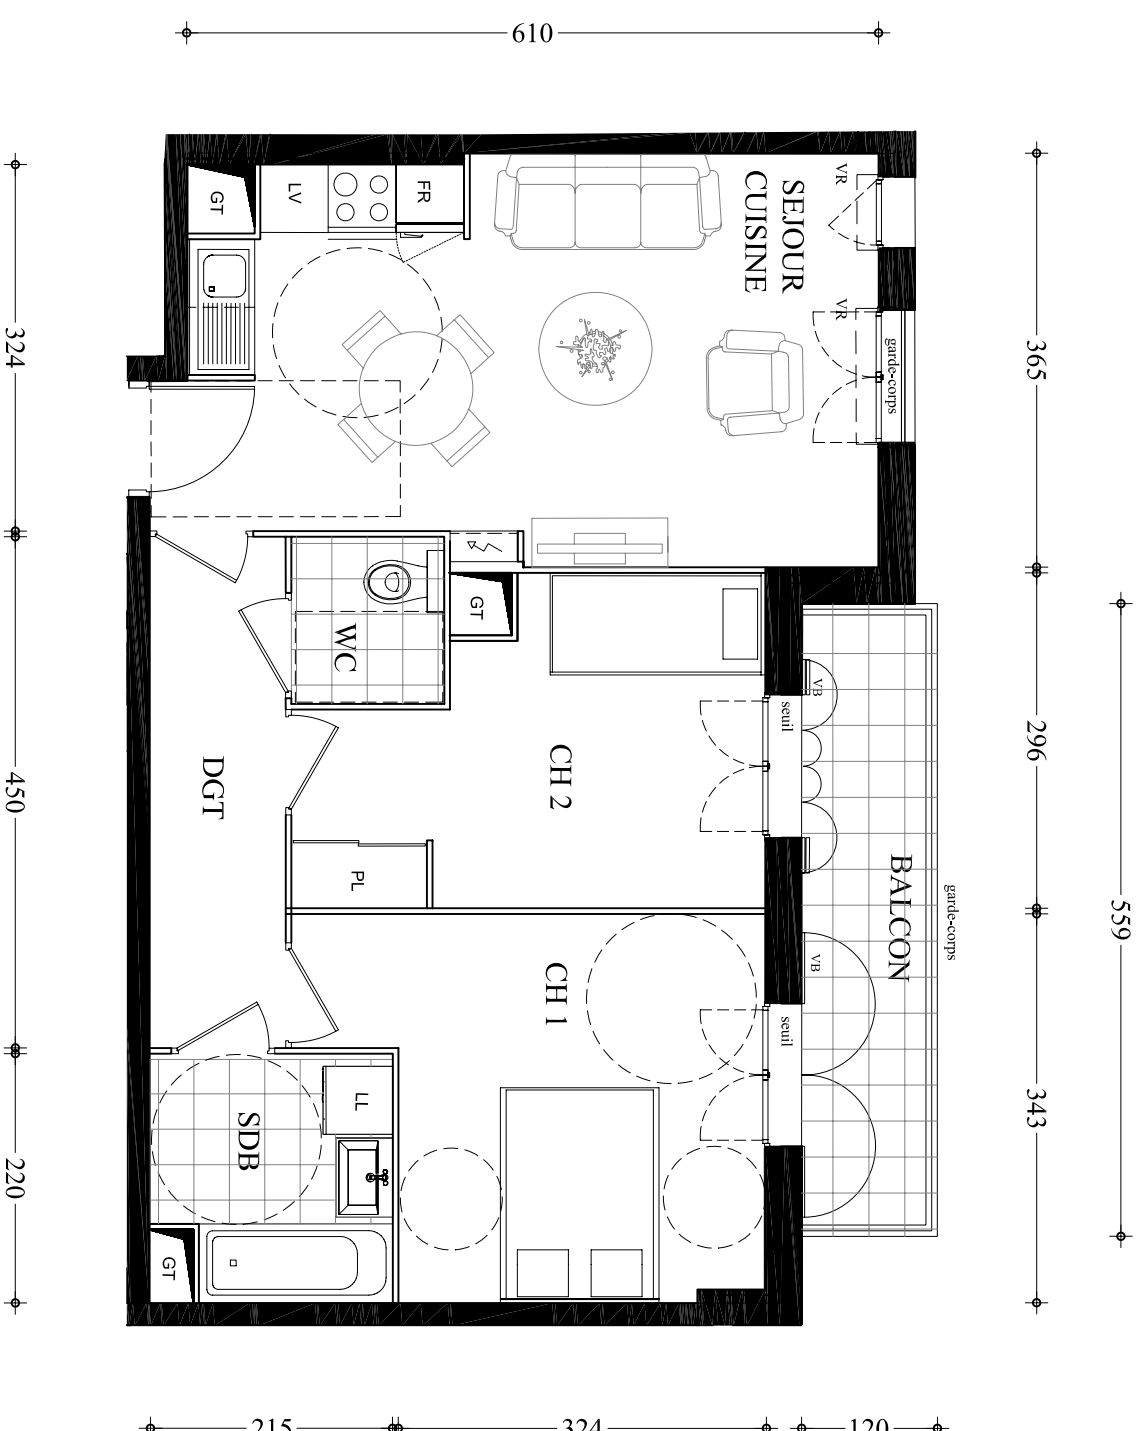 610
324
450
220
365
296
343
559
215
324
120
SEJOUR
CUISINE
VR
VR
garde-corps
GT
LV
FR
GT
WC
DGT
CH 2
PL
seuil
VB
BALCON
garde-corps
VB
seuil
CH 1
LL
SDB
GT